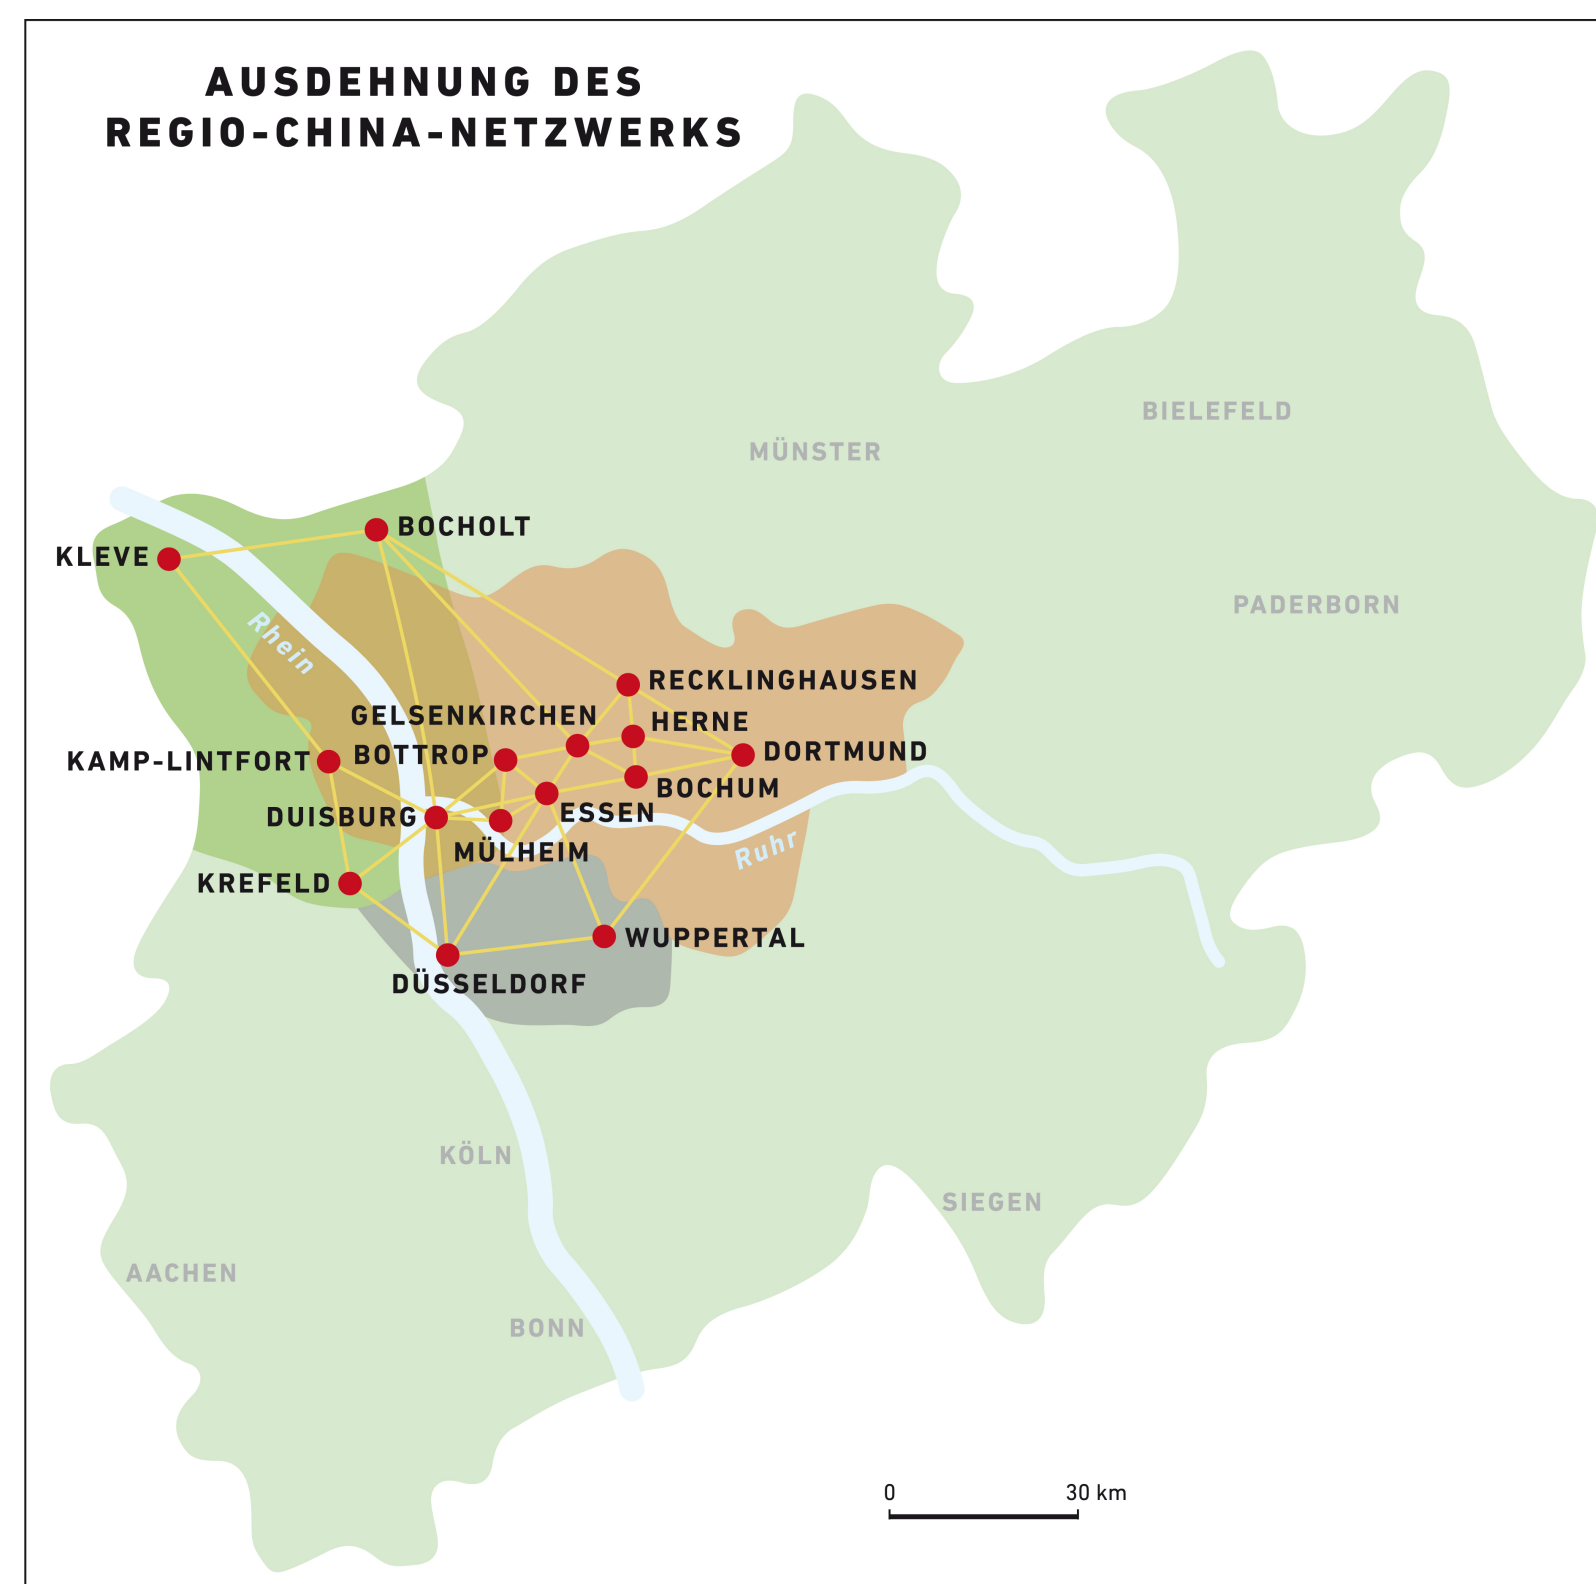 AUSDEHNUNG DES
REGIO-CHINA-NETZWERKS
BIELEFELD
MÜNSTER
BOCHOLT
KLEVE
PADERBORN
Rhein
RECKLINGHAUSEN
GELSENKIRCHEN
HERNE
BOTTROP
DORTMUND
KAMP-LINTFORT
BOCHUM
ESSEN
DUISBURG
MÜLHEIM
Ruhr
KREFELD
WUPPERTAL
DÜSSELDORF
KÖLN
SIEGEN
AACHEN
BONN
0 30 km